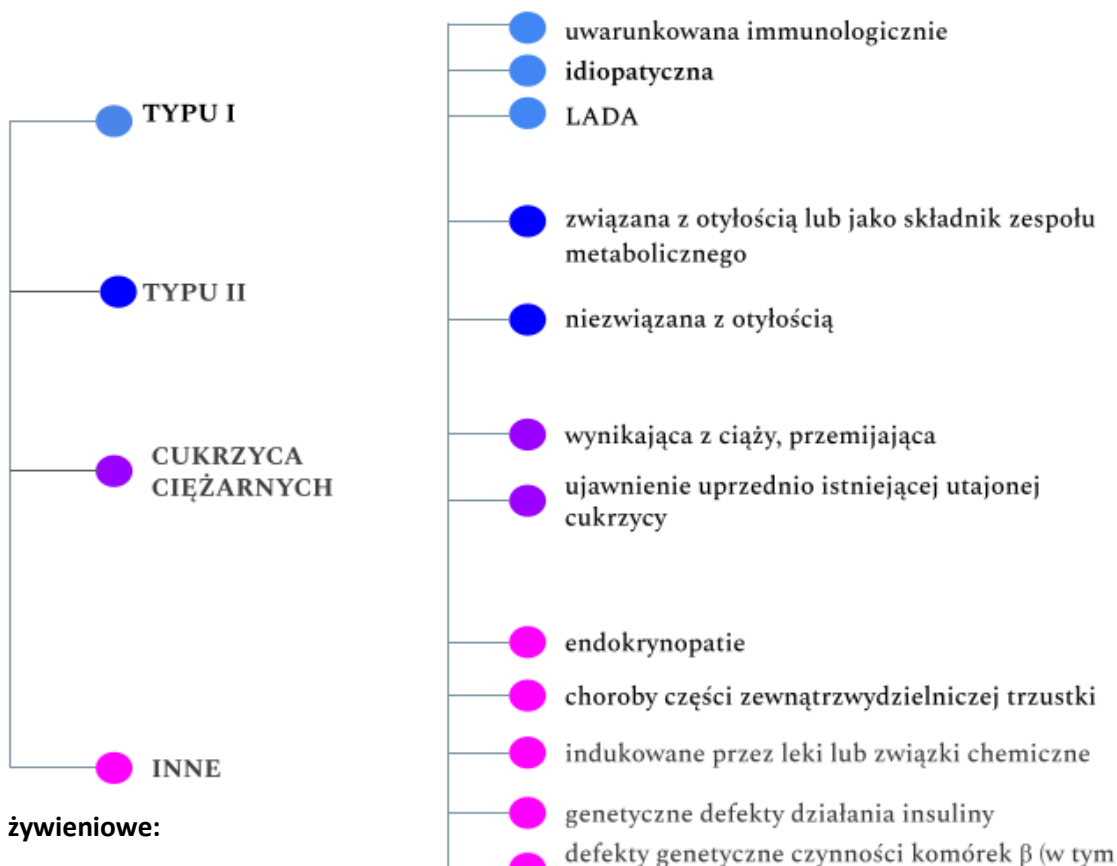 TYPU I
TYPU II
CUKRZYCA
CIĘŻARNYCH
INNE
żywieniowe:
uwarunkowana immunologicznie
idiopatyczna
LADA
związana z otyłością lub jako składnik zespołu
metabolicznego
niezwiązana z otyłością
wynikająca z ciąży, przemijająca
ujawnienie uprzednio istniejącej utajonej
cukrzycy
endokrynopatie
choroby części zewnątrzwydzielniczej trzustki
indukowane przez leki lub związki chemiczne
genetyczne defekty działania insuliny
defekty genetyczne czynności komórek β (w tym